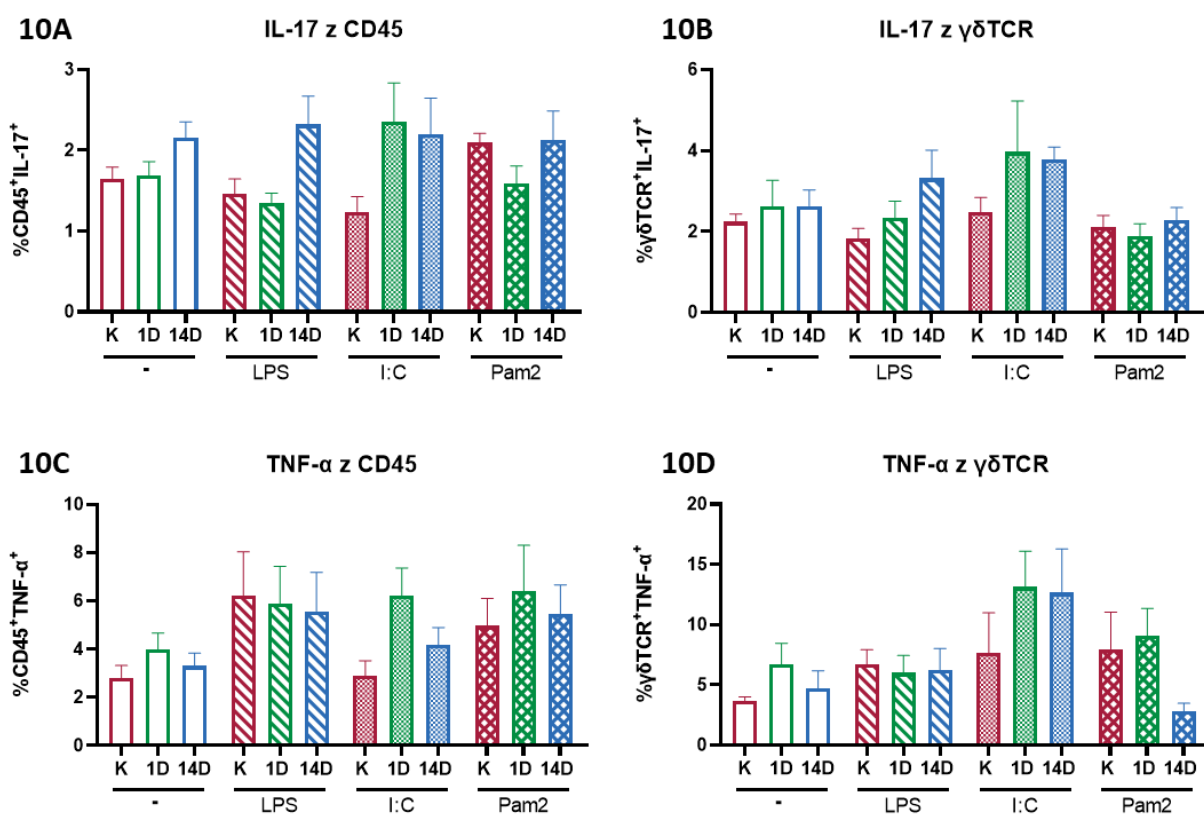 10A
IL-17 z CD45
%CD45⁺IL-17⁺
3
2
1
0
K 1D 14D K 1D 14D K 1D 14D K 1D 14D
- LPS I:C Pam2
10B
IL-17 z γδTCR
%γδTCR⁺IL-17⁺
6
4
2
0
K 1D 14D K 1D 14D K 1D 14D K 1D 14D
- LPS I:C Pam2
10C
TNF-α z CD45
%CD45⁺TNF-α⁺
10
8
6
4
2
0
K 1D 14D K 1D 14D K 1D 14D K 1D 14D
- LPS I:C Pam2
10D
TNF-α z γδTCR
%γδTCR⁺TNF-α⁺
20
15
10
5
0
K 1D 14D K 1D 14D K 1D 14D K 1D 14D
- LPS I:C Pam2